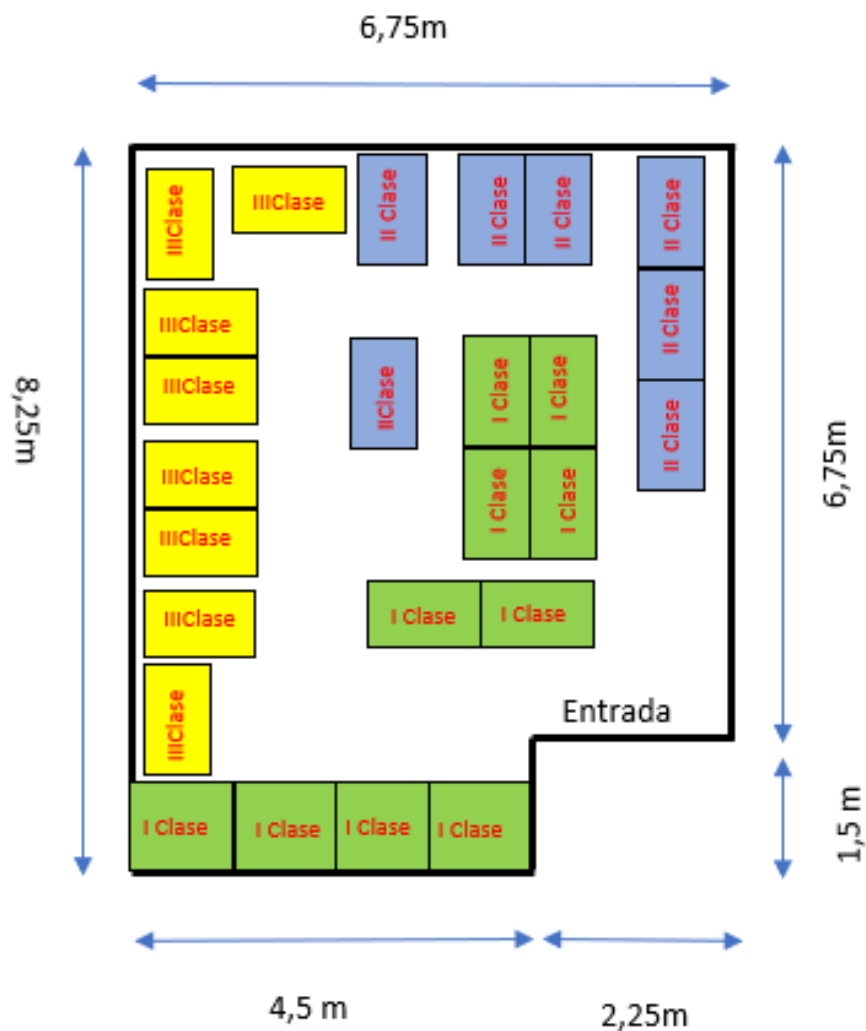 6,75m
IIIClase
IIIClase
II Clase
II Clase
II Clase
II Clase
IIIClase
II Clase
IIIClase
IIClase
I Clase
I Clase
8,25m
II Clase
6,75m
IIIClase
I Clase
I Clase
IIIClase
IIIClase
I Clase
I Clase
IIIClase
Entrada
I Clase
I Clase
I Clase
I Clase
1,5 m
4,5 m
2,25m